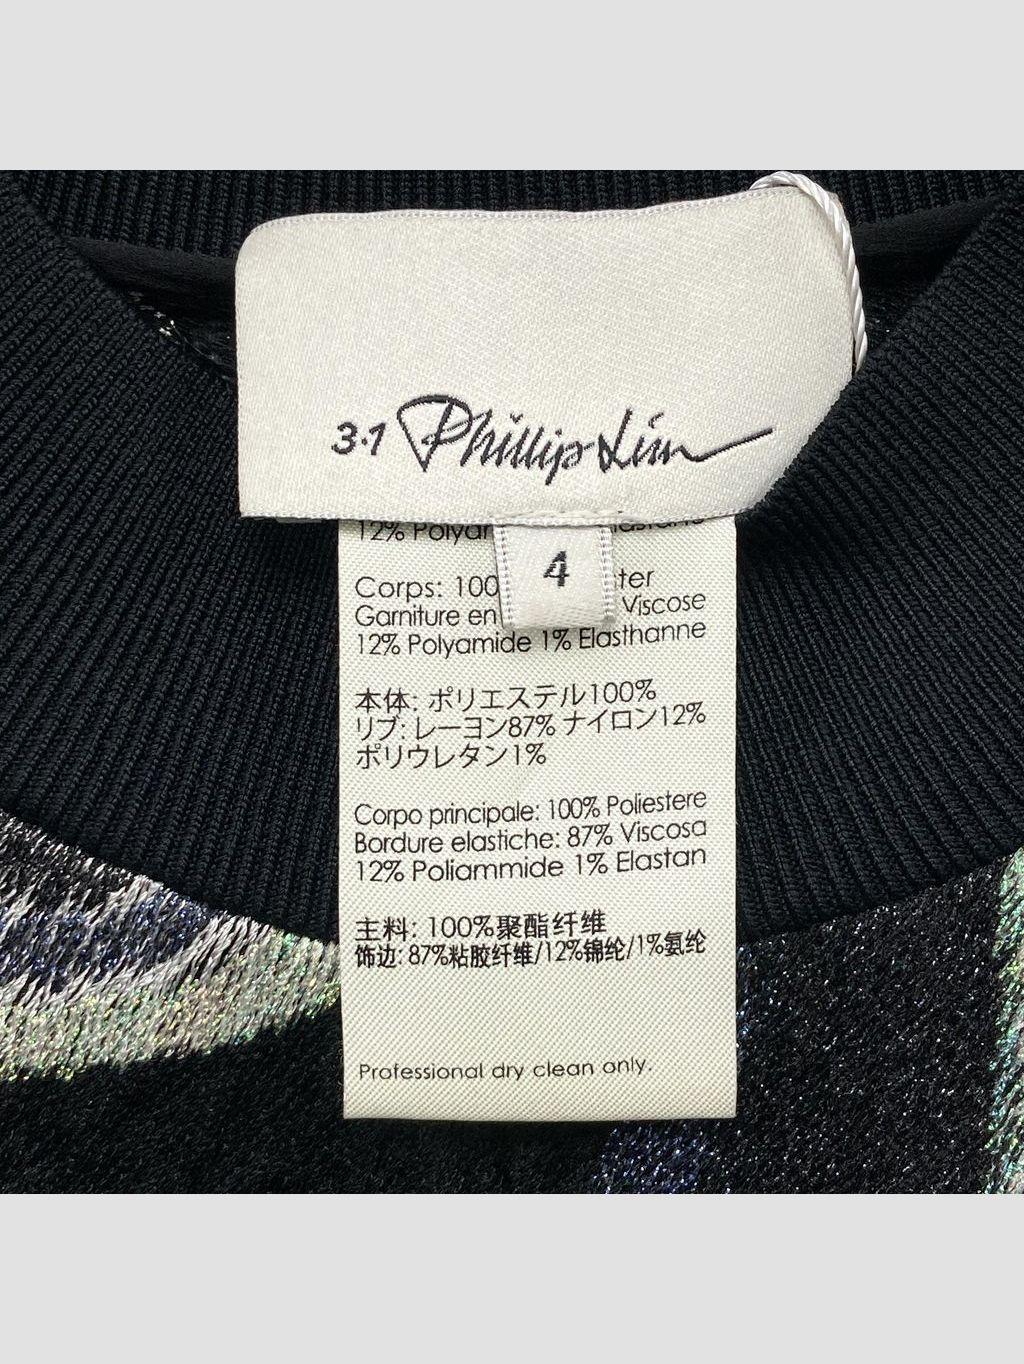 3.1 Phillip Lim
4
12% Polya
Corps: 100 ter
Garniture en Viscose
12% Polyamide 1% Elasthanne
本体: ポリエステル100%
リブ: レーヨン87% ナイロン12%
ポリウレタン1%
Corpo principale: 100% Poliestere
Bordure elastiche: 87% Viscosa
12% Poliammide 1% Elastan
主料: 100%聚酯纤维
饰边: 87%粘胶纤维/12%锦纶/1%氨纶
Professional dry clean only.